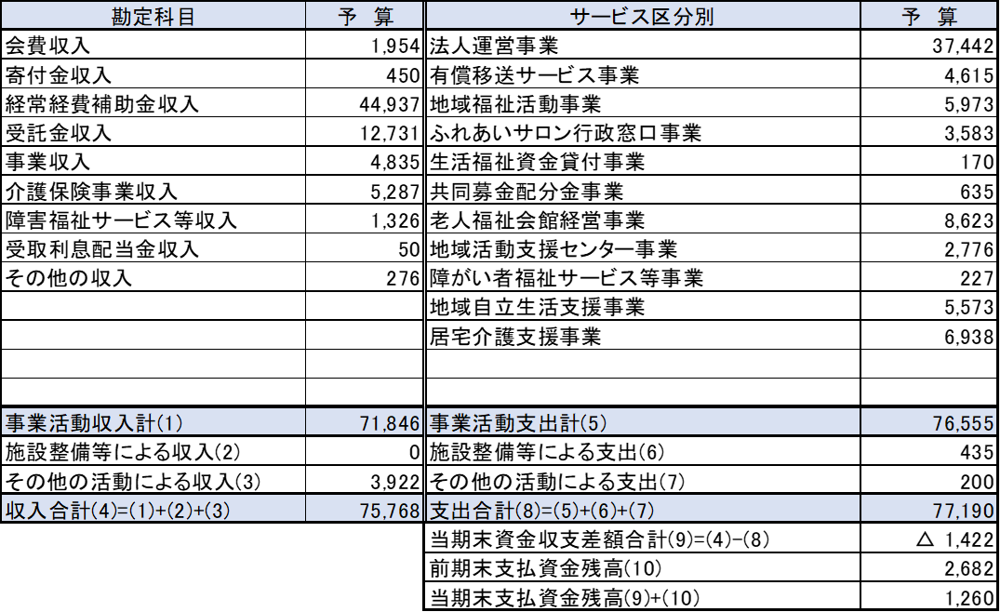 勘定科目 予 算 サービス区分別 予 算
会費収入 1,954 法人運営事業 37,442
寄付金収入 450 有償移送サービス事業 4,615
経常経費補助金収入 44,937 地域福祉活動事業 5,973
受託金収入 12,731 ふれあいサロン行政窓口事業 3,583
事業収入 4,835 生活福祉資金貸付事業 170
介護保険事業収入 5,287 共同募金配分金事業 635
障害福祉サービス等収入 1,326 老人福祉会館経営事業 8,623
受取利息配当金収入 50 地域活動支援センター事業 2,776
その他の収入 276 障がい者福祉サービス等事業 227
地域自立生活支援事業 5,573
居宅介護支援事業 6,938
事業活動収入計(1) 71,846 事業活動支出計(5) 76,555
施設整備等による収入(2) 0 施設整備等による支出(6) 435
その他の活動による収入(3) 3,922 その他の活動による支出(7) 200
収入合計(4)=(1)+(2)+(3) 75,768 支出合計(8)=(5)+(6)+(7) 77,190
当期末資金収支差額合計(9)=(4)-(8) △ 1,422
前期末支払資金残高(10) 2,682
当期末支払資金残高(9)+(10) 1,260